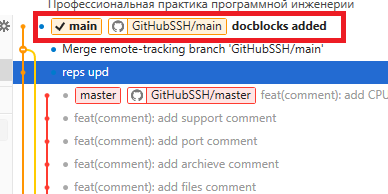 Профессиональная практика программной инженерии
main GitHubSSH/main docblocks added
Merge remote-tracking branch 'GitHubSSH/main'
reps upd
master GitHubSSH/master feat(comment): add CPU
feat(comment): add support comment
feat(comment): add port comment
feat(comment): add archieve comment
feat(comment): add files comment